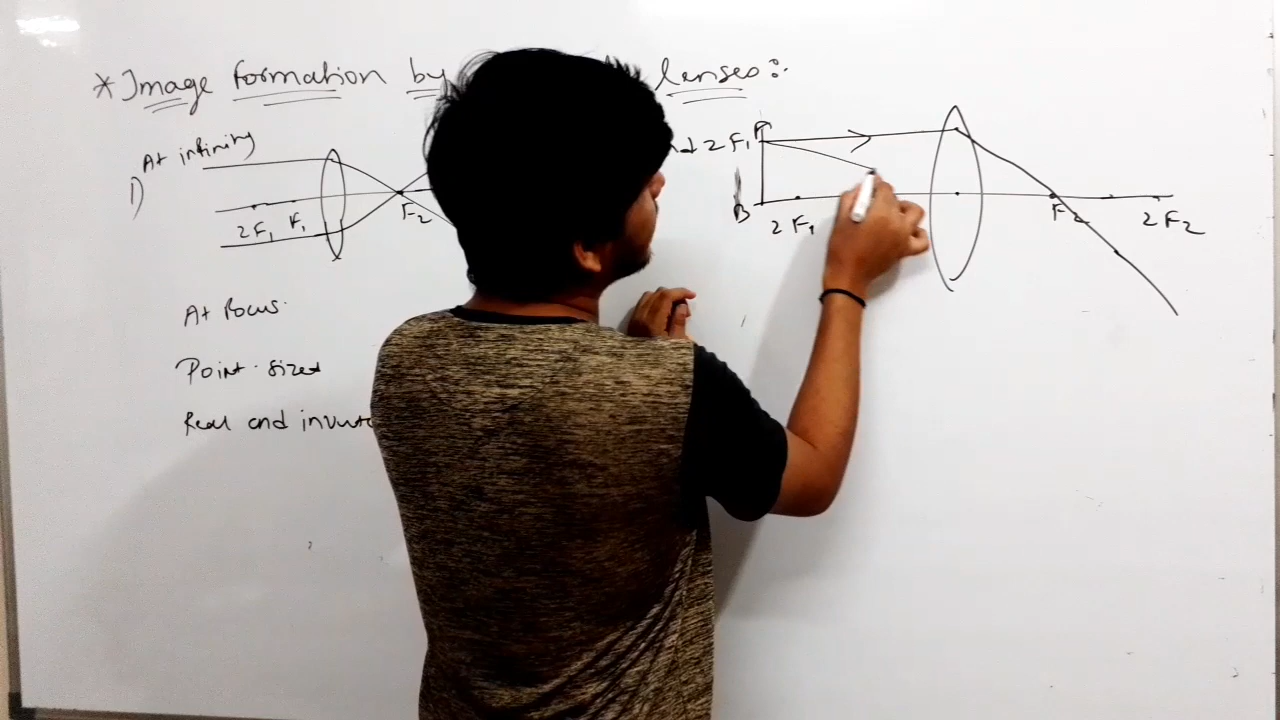 * Image formation by lenses :-
At infinity
1)
2F₁ F₁ F₂
At focus.
Point-sized
Real and
2F₁
A
B
2F₁ F₂ 2F₂